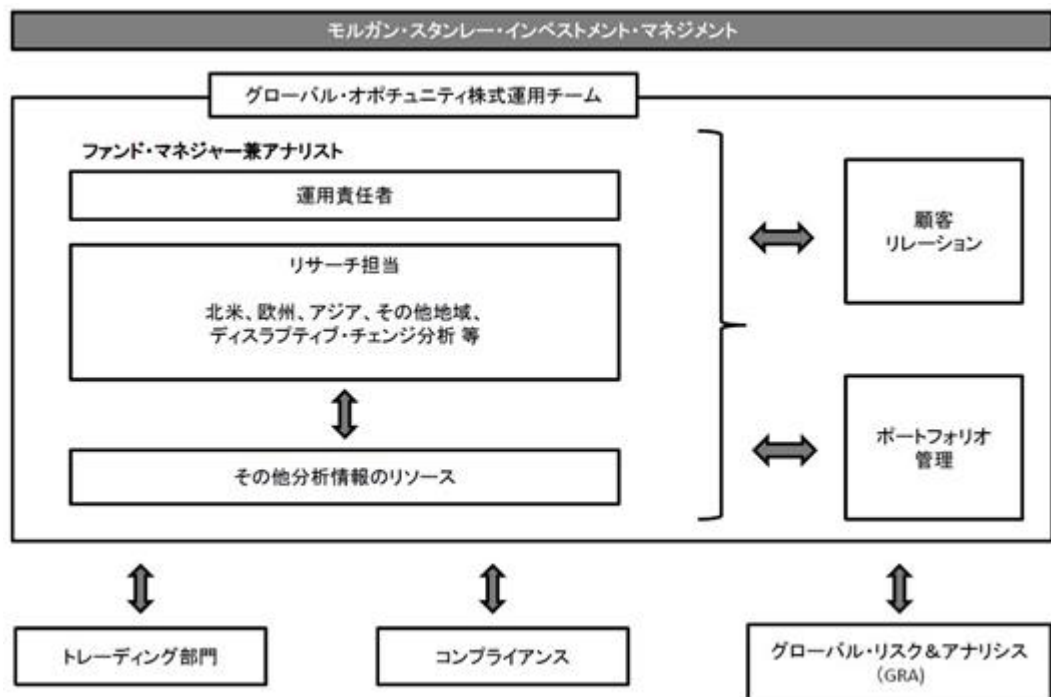 モルガン・スタンレー・インベストメント・マネジメント
グローバル・オポチュニティ株式運用チーム
ファンド・マネジャー兼アナリスト
運用責任者
リサーチ担当
北米、欧州、アジア、その他地域、
ディスラプティブ・チェンジ分析 等
その他分析情報のリソース
顧客
リレーション
ポートフォリオ
管理
トレーディング部門
コンプライアンス
グローバル・リスク＆アナリシス
（GRA）